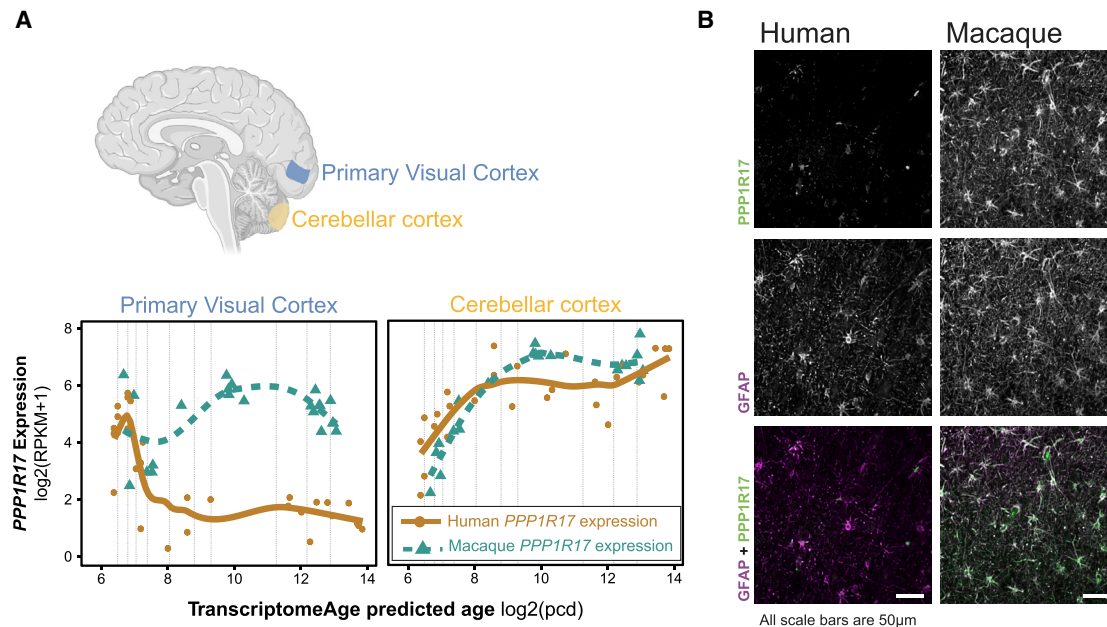 A
Primary Visual Cortex
Cerebellar cortex
Primary Visual Cortex
Cerebellar cortex
PPP1R17 Expression
log2(RPKM+1)
8
6
4
2
0
Human PPP1R17 expression
Macaque PPP1R17 expression
6 8 10 12 14
6 8 10 12 14
TranscriptomeAge predicted age log2(pcd)
B
Human Macaque
PPP1R17
GFAP
GFAP + PPP1R17
All scale bars are 50µm